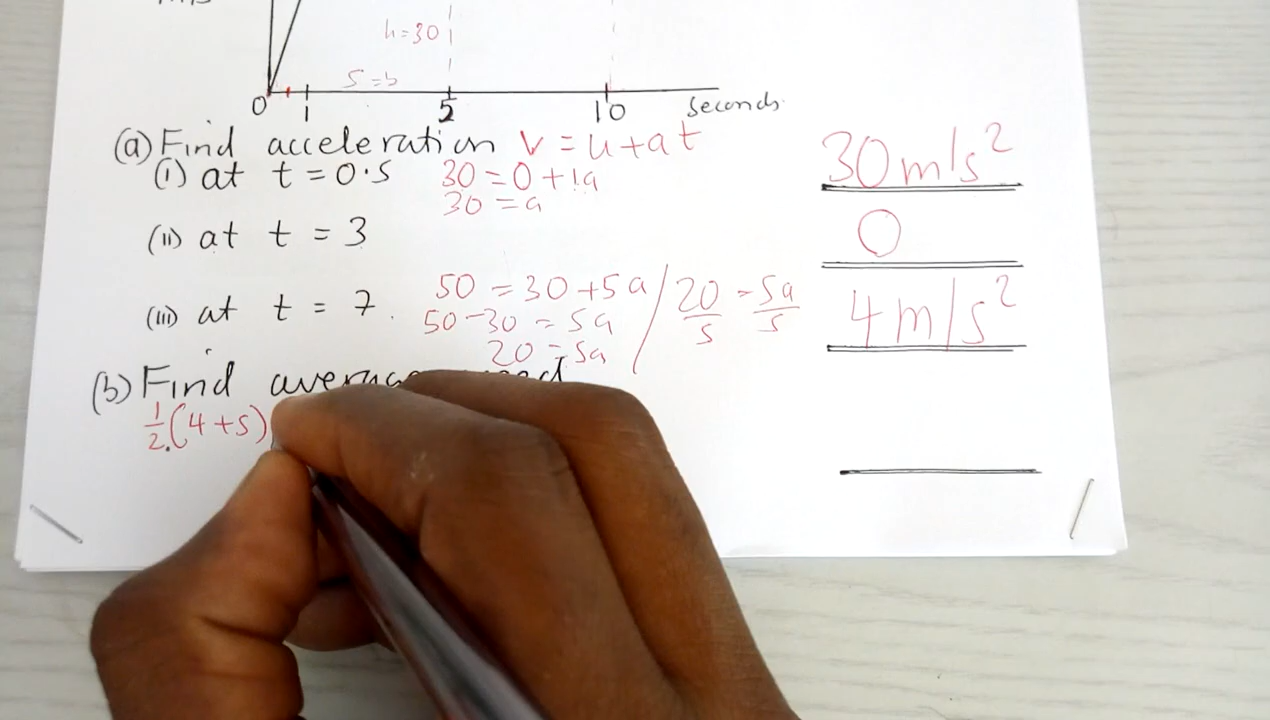 h=30
5=b
0 1 5 10 seconds
(a) Find acceleration v = u + a t
(i) at t = 0.5 30 = 0 + 1a 30 m/s²
30 = a
(ii) at t = 3 0
(iii) at t = 7. 50 = 30 + 5a / 20/5 = 5a/5 4 m/s²
50 - 30 = 5a
20 = 5a
(b) Find
1/2 (4+5)